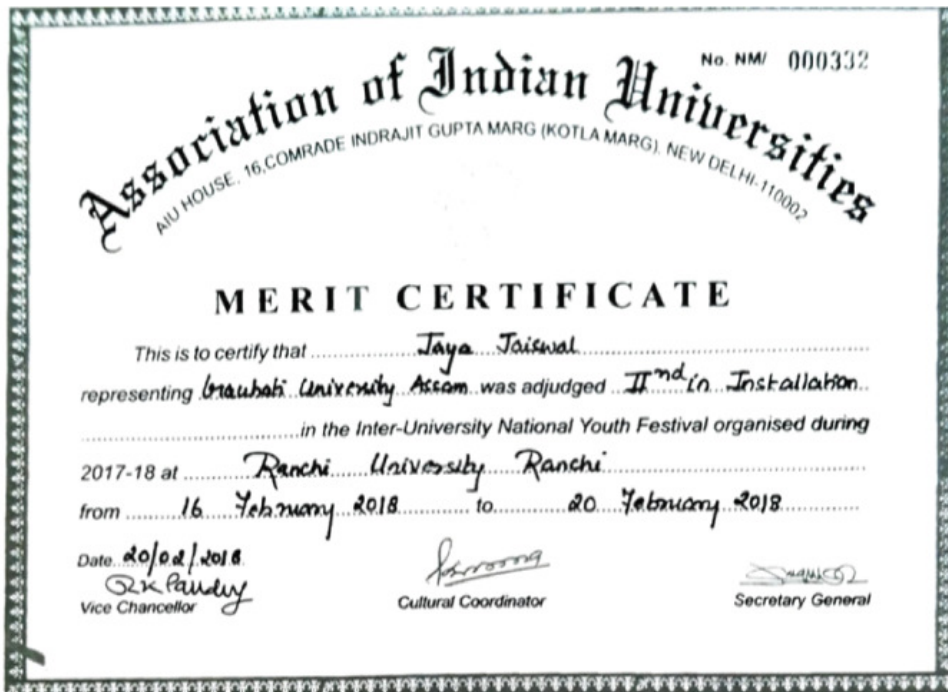 No. NM/ 000332
Association of Indian Universities
AIU HOUSE, 16,COMRADE INDRAJIT GUPTA MARG (KOTLA MARG), NEW DELHI-110002
MERIT CERTIFICATE
This is to certify that Jaya Jaiswal
representing Gauhati University Assam was adjudged IInd in Installation
in the Inter-University National Youth Festival organised during
2017-18 at Ranchi University Ranchi
from 16 February 2018 to 20 February 2018
Date 20/02/2018
RK Pandey
Vice Chancellor Cultural Coordinator Secretary General